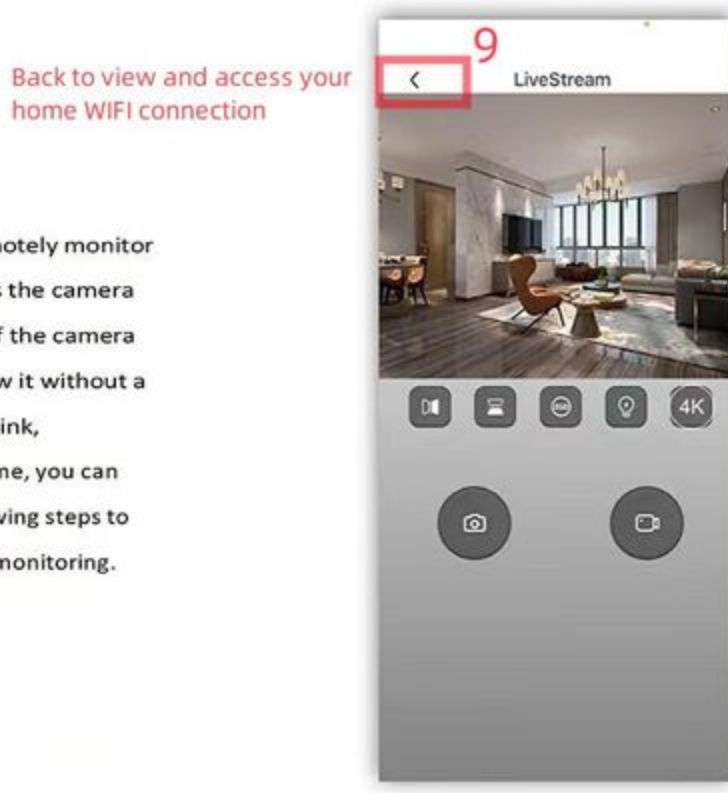 Back to view and access your
home WIFI connection
9
LiveStream
notely monitor
s the camera
f the camera
w it without a
ink,
me, you can
wing steps to
monitoring.
4K